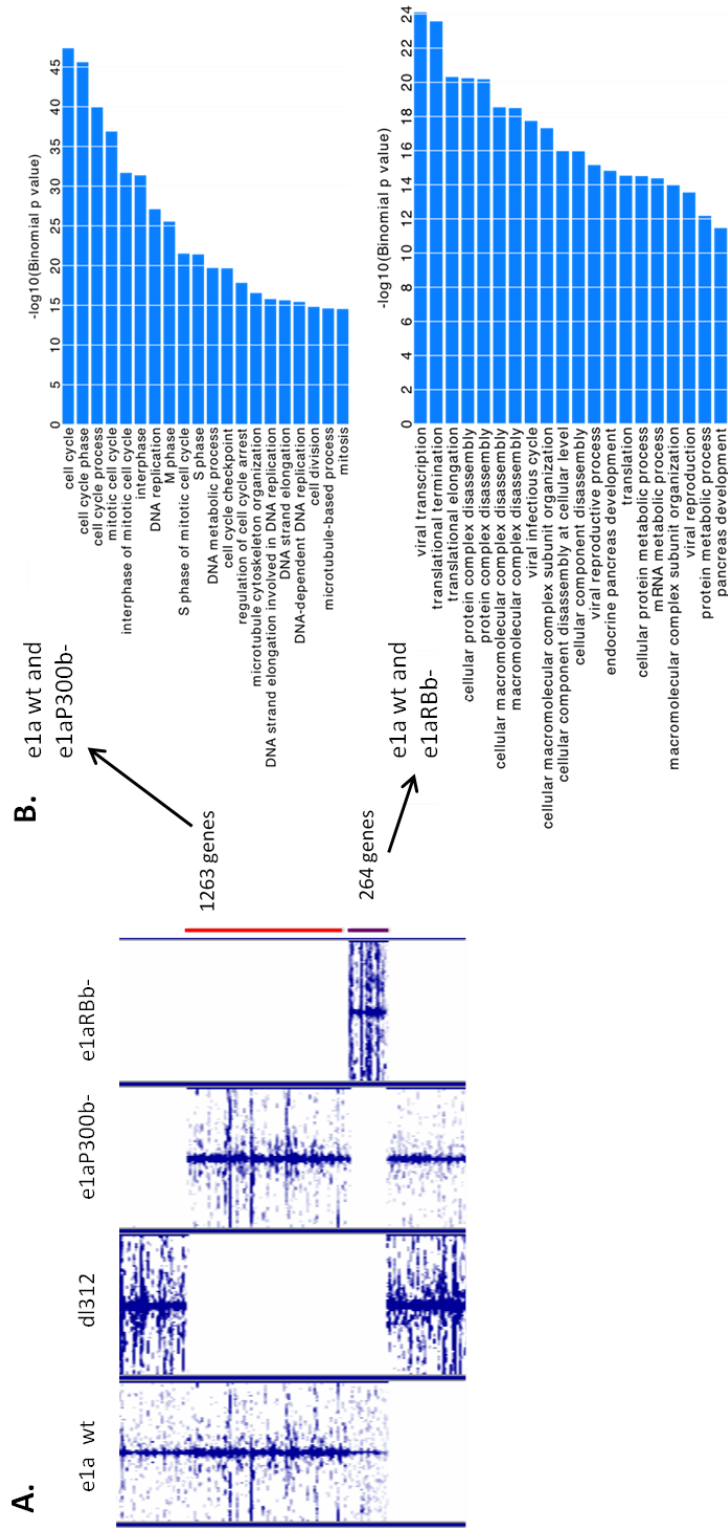 A.
e1a wt
dl312
e1aP300b-
e1aRBb-
1263 genes
264 genes
B.
e1a wt and
e1aP300b-
-log10(Binomial p value)
0 5 10 15 20 25 30 35 40 45
cell cycle
cell cycle phase
cell cycle process
mitotic cell cycle
interphase of mitotic cell cycle
interphase
DNA replication
M phase
S phase of mitotic cell cycle
S phase
DNA metabolic process
cell cycle checkpoint
regulation of cell cycle arrest
microtubule cytoskeleton organization
DNA strand elongation involved in DNA replication
DNA strand elongation
DNA-dependent DNA replication
cell division
microtubule-based process
mitosis
e1a wt and
e1aRBb-
-log10(Binomial p value)
0 2 4 6 8 10 12 14 16 18 20 22 24
viral transcription
translational termination
translational elongation
cellular protein complex disassembly
protein complex disassembly
cellular macromolecular complex disassembly
macromolecular complex disassembly
viral infectious cycle
cellular macromolecular complex subunit organization
cellular component disassembly at cellular level
cellular component disassembly
viral reproductive process
endocrine pancreas development
translation
cellular protein metabolic process
mRNA metabolic process
macromolecular complex subunit organization
viral reproduction
protein metabolic process
pancreas development